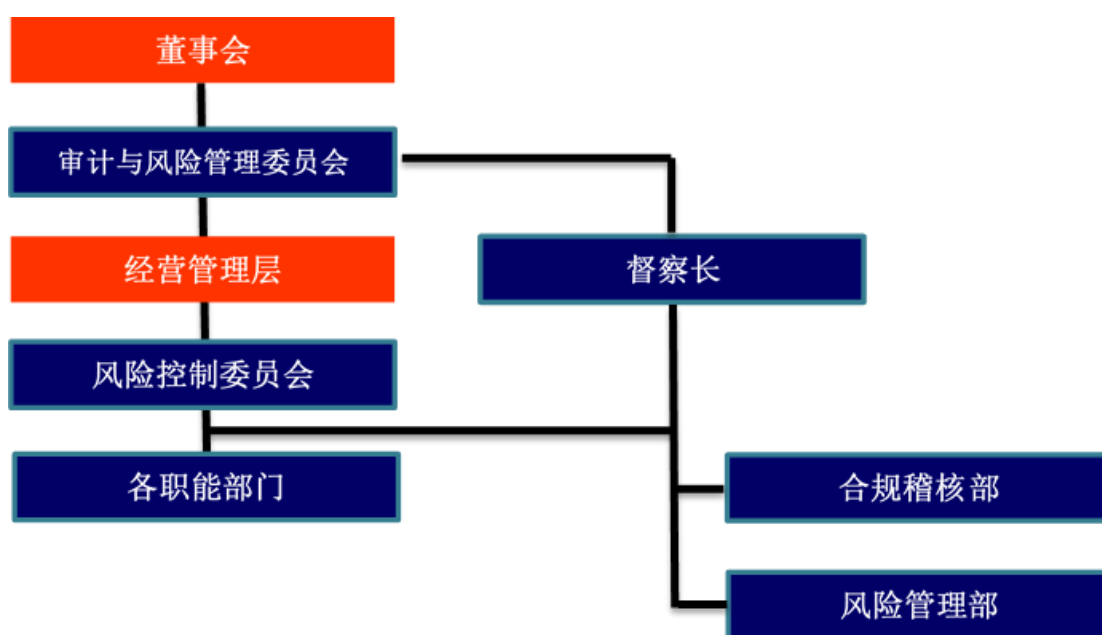 董事会
审计与风险管理委员会
经营管理层
督察长
风险控制委员会
各职能部门
合规稽核部
风险管理部